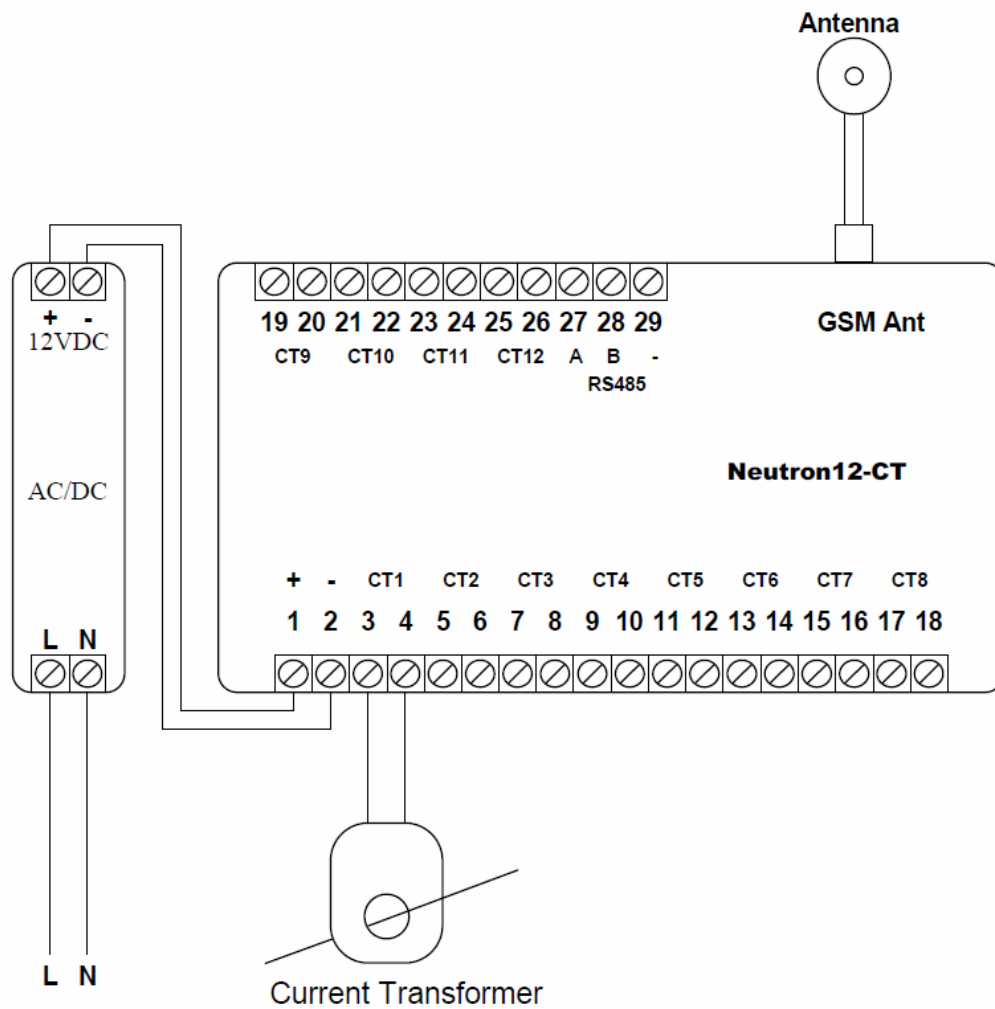 Antenna
+ -
12VDC
AC/DC
L N
L N
19 20 21 22 23 24 25 26 27 28 29
CT9 CT10 CT11 CT12 A B -
RS485
GSM Ant
Neutron12-CT
+ - CT1 CT2 CT3 CT4 CT5 CT6 CT7 CT8
1 2 3 4 5 6 7 8 9 10 11 12 13 14 15 16 17 18
Current Transformer